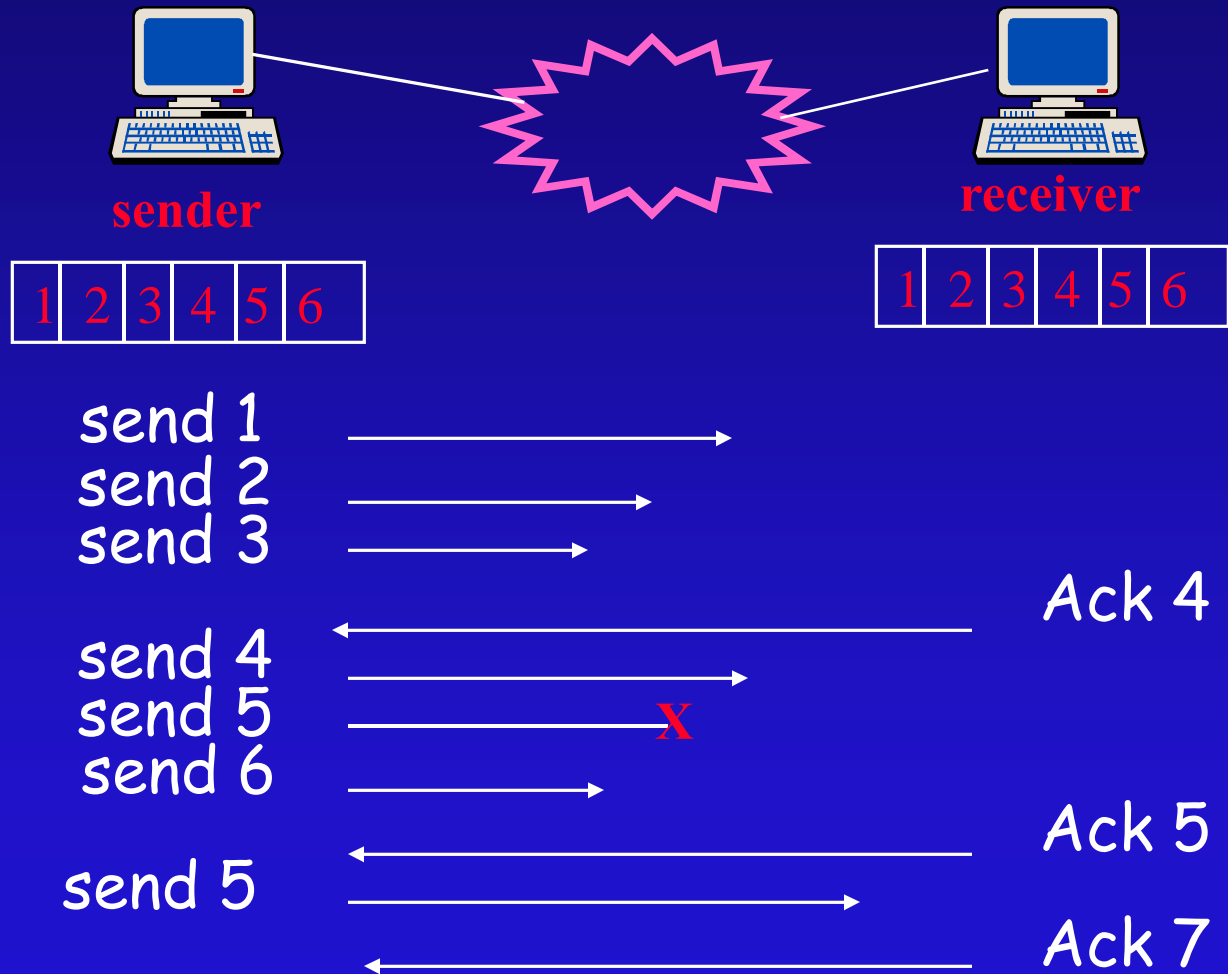 sender
receiver
1 2 3 4 5 6
1 2 3 4 5 6
send 1
send 2
send 3
Ack 4
send 4
send 5
X
send 6
Ack 5
send 5
Ack 7